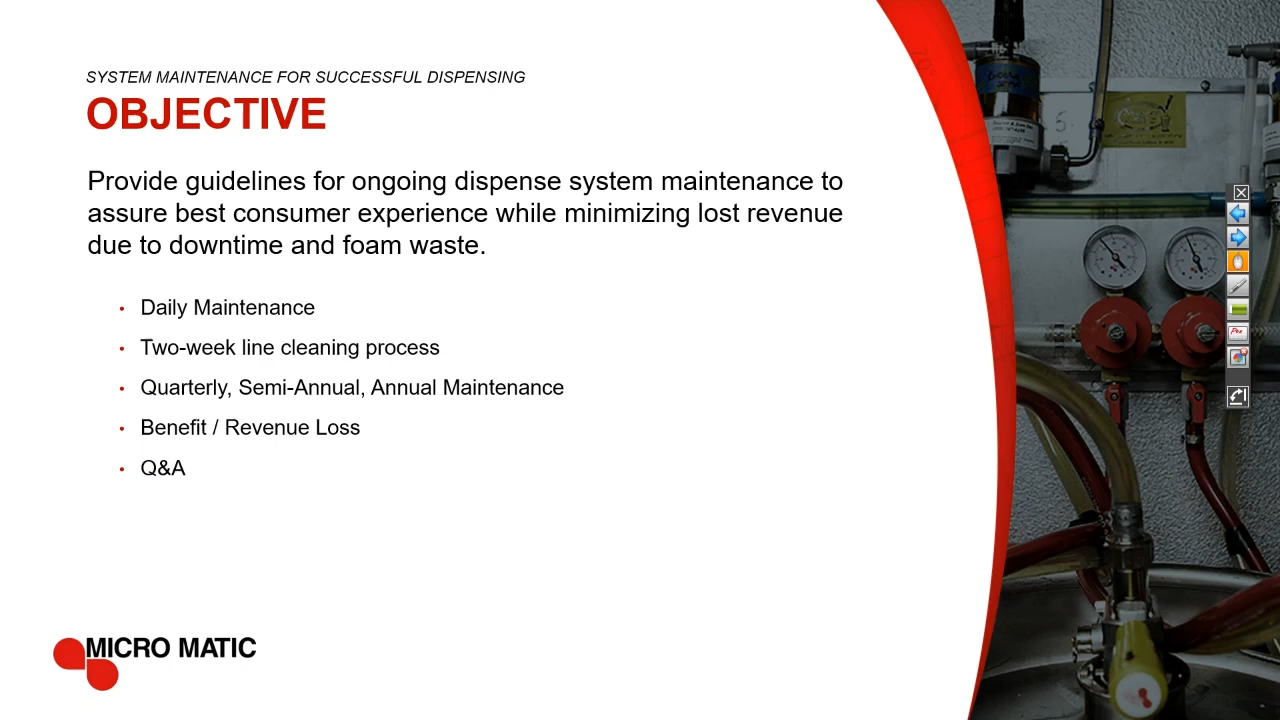 SYSTEM MAINTENANCE FOR SUCCESSFUL DISPENSING
OBJECTIVE
Provide guidelines for ongoing dispense system maintenance to
assure best consumer experience while minimizing lost revenue
due to downtime and foam waste.
• Daily Maintenance
• Two-week line cleaning process
• Quarterly, Semi-Annual, Annual Maintenance
• Benefit / Revenue Loss
• Q&A
MICRO MATIC